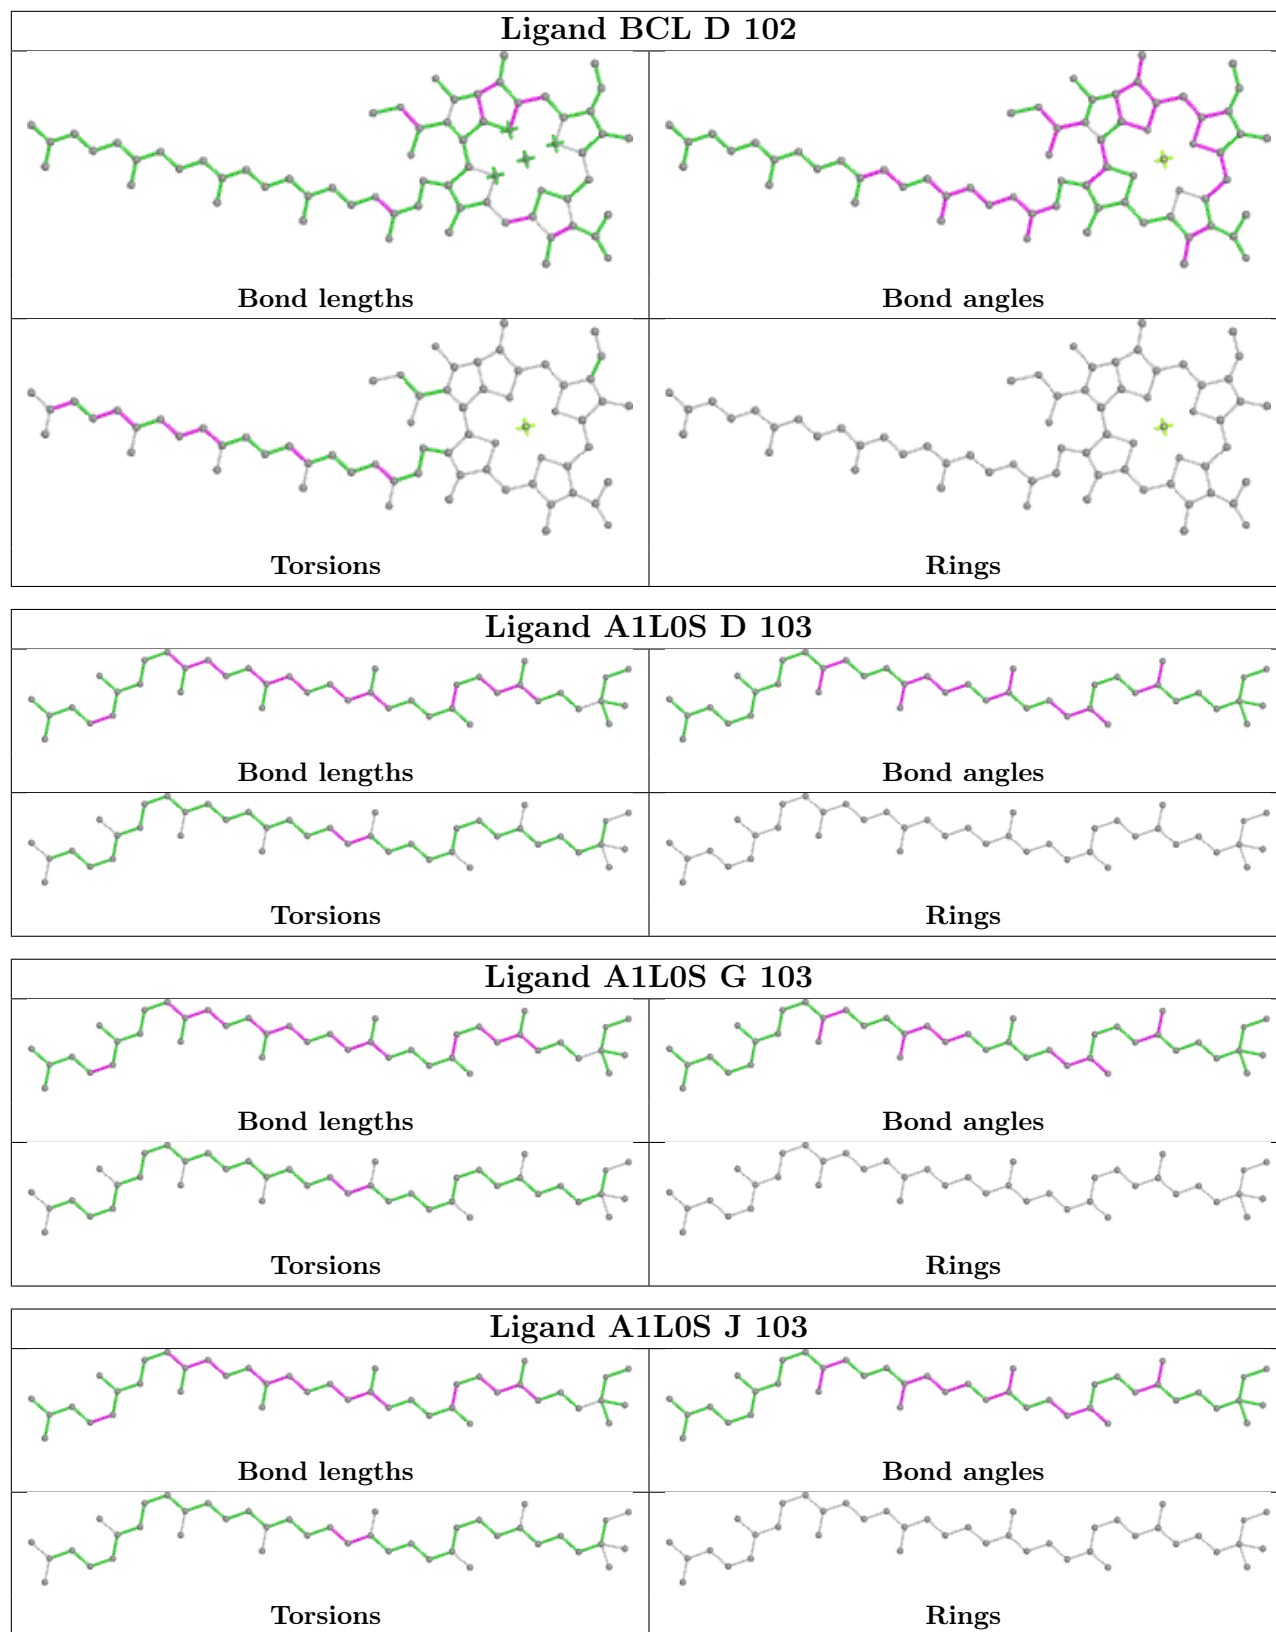 Ligand BCL D 102
Bond lengths
Bond angles
Torsions
Rings
Ligand A1L0S D 103
Bond lengths
Bond angles
Torsions
Rings
Ligand A1L0S G 103
Bond lengths
Bond angles
Torsions
Rings
Ligand A1L0S J 103
Bond lengths
Bond angles
Torsions
Rings